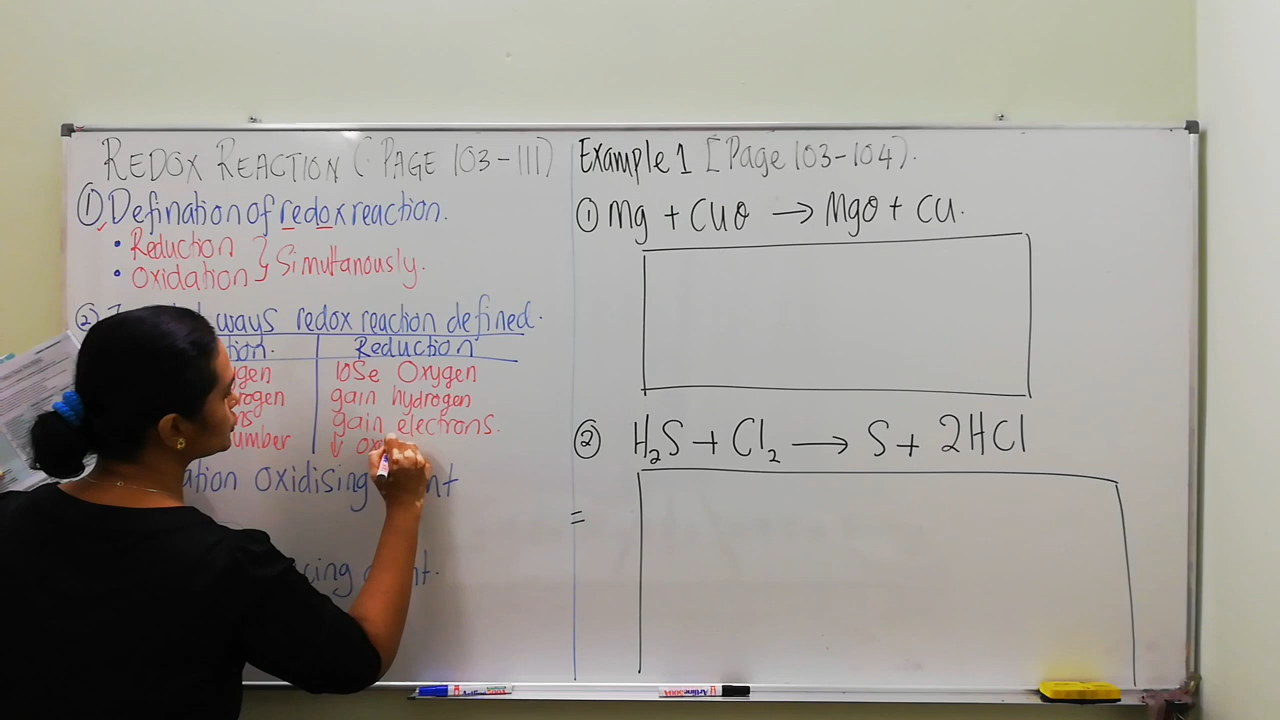 REDOX REACTION (PAGE 103-111)
① Defination of redox reaction.
• Reduction
• Oxidation
Simultanously.
② ways redox reaction defined.
Reduction
lOSe Oxygen
gain hydrogen
gain electrons.
umber ↓
Oxidising
Example 1 [Page 103-104).
① Mg + CuO → MgO + Cu.
② H₂S + Cl₂ → S + 2HCl
=